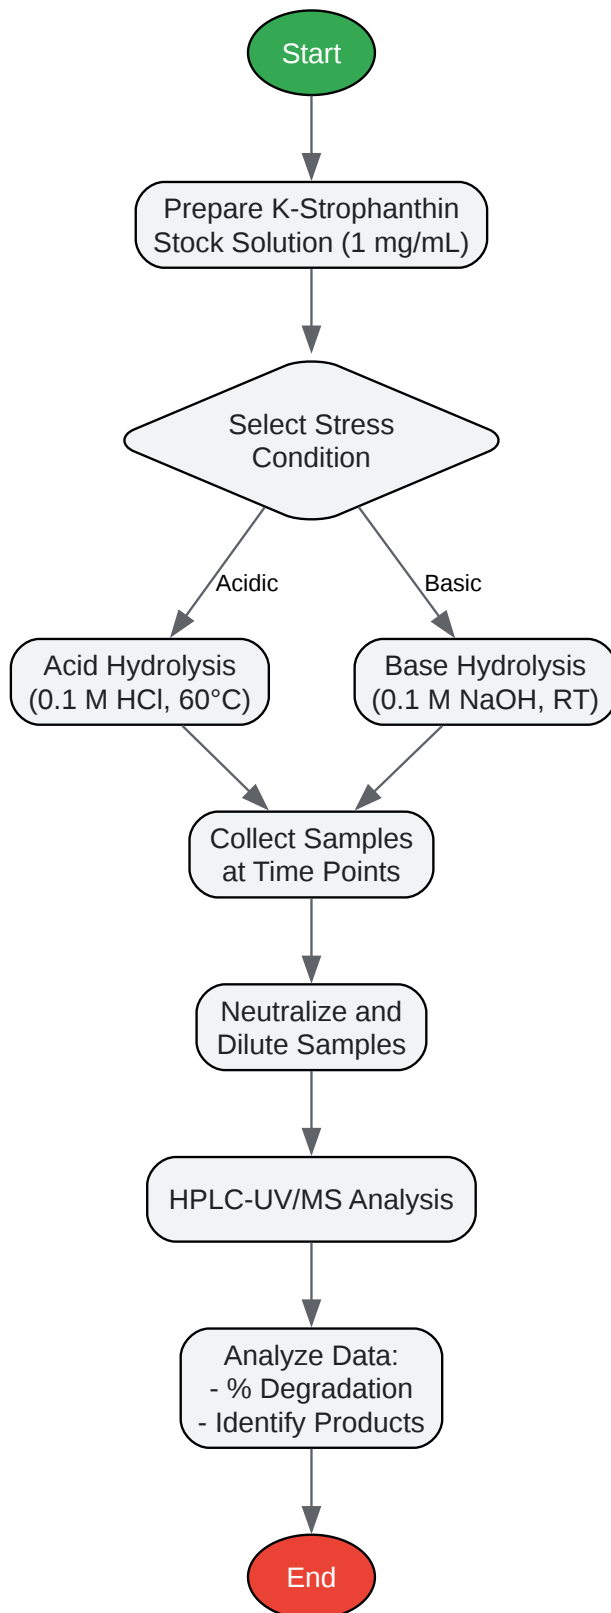 Start
Prepare K-Strophanthin
Stock Solution (1 mg/mL)
Select Stress
Condition
Acidic
Basic
Acid Hydrolysis
(0.1 M HCl, 60°C)
Base Hydrolysis
(0.1 M NaOH, RT)
Collect Samples
at Time Points
Neutralize and
Dilute Samples
HPLC-UV/MS Analysis
Analyze Data:
- % Degradation
- Identify Products
End